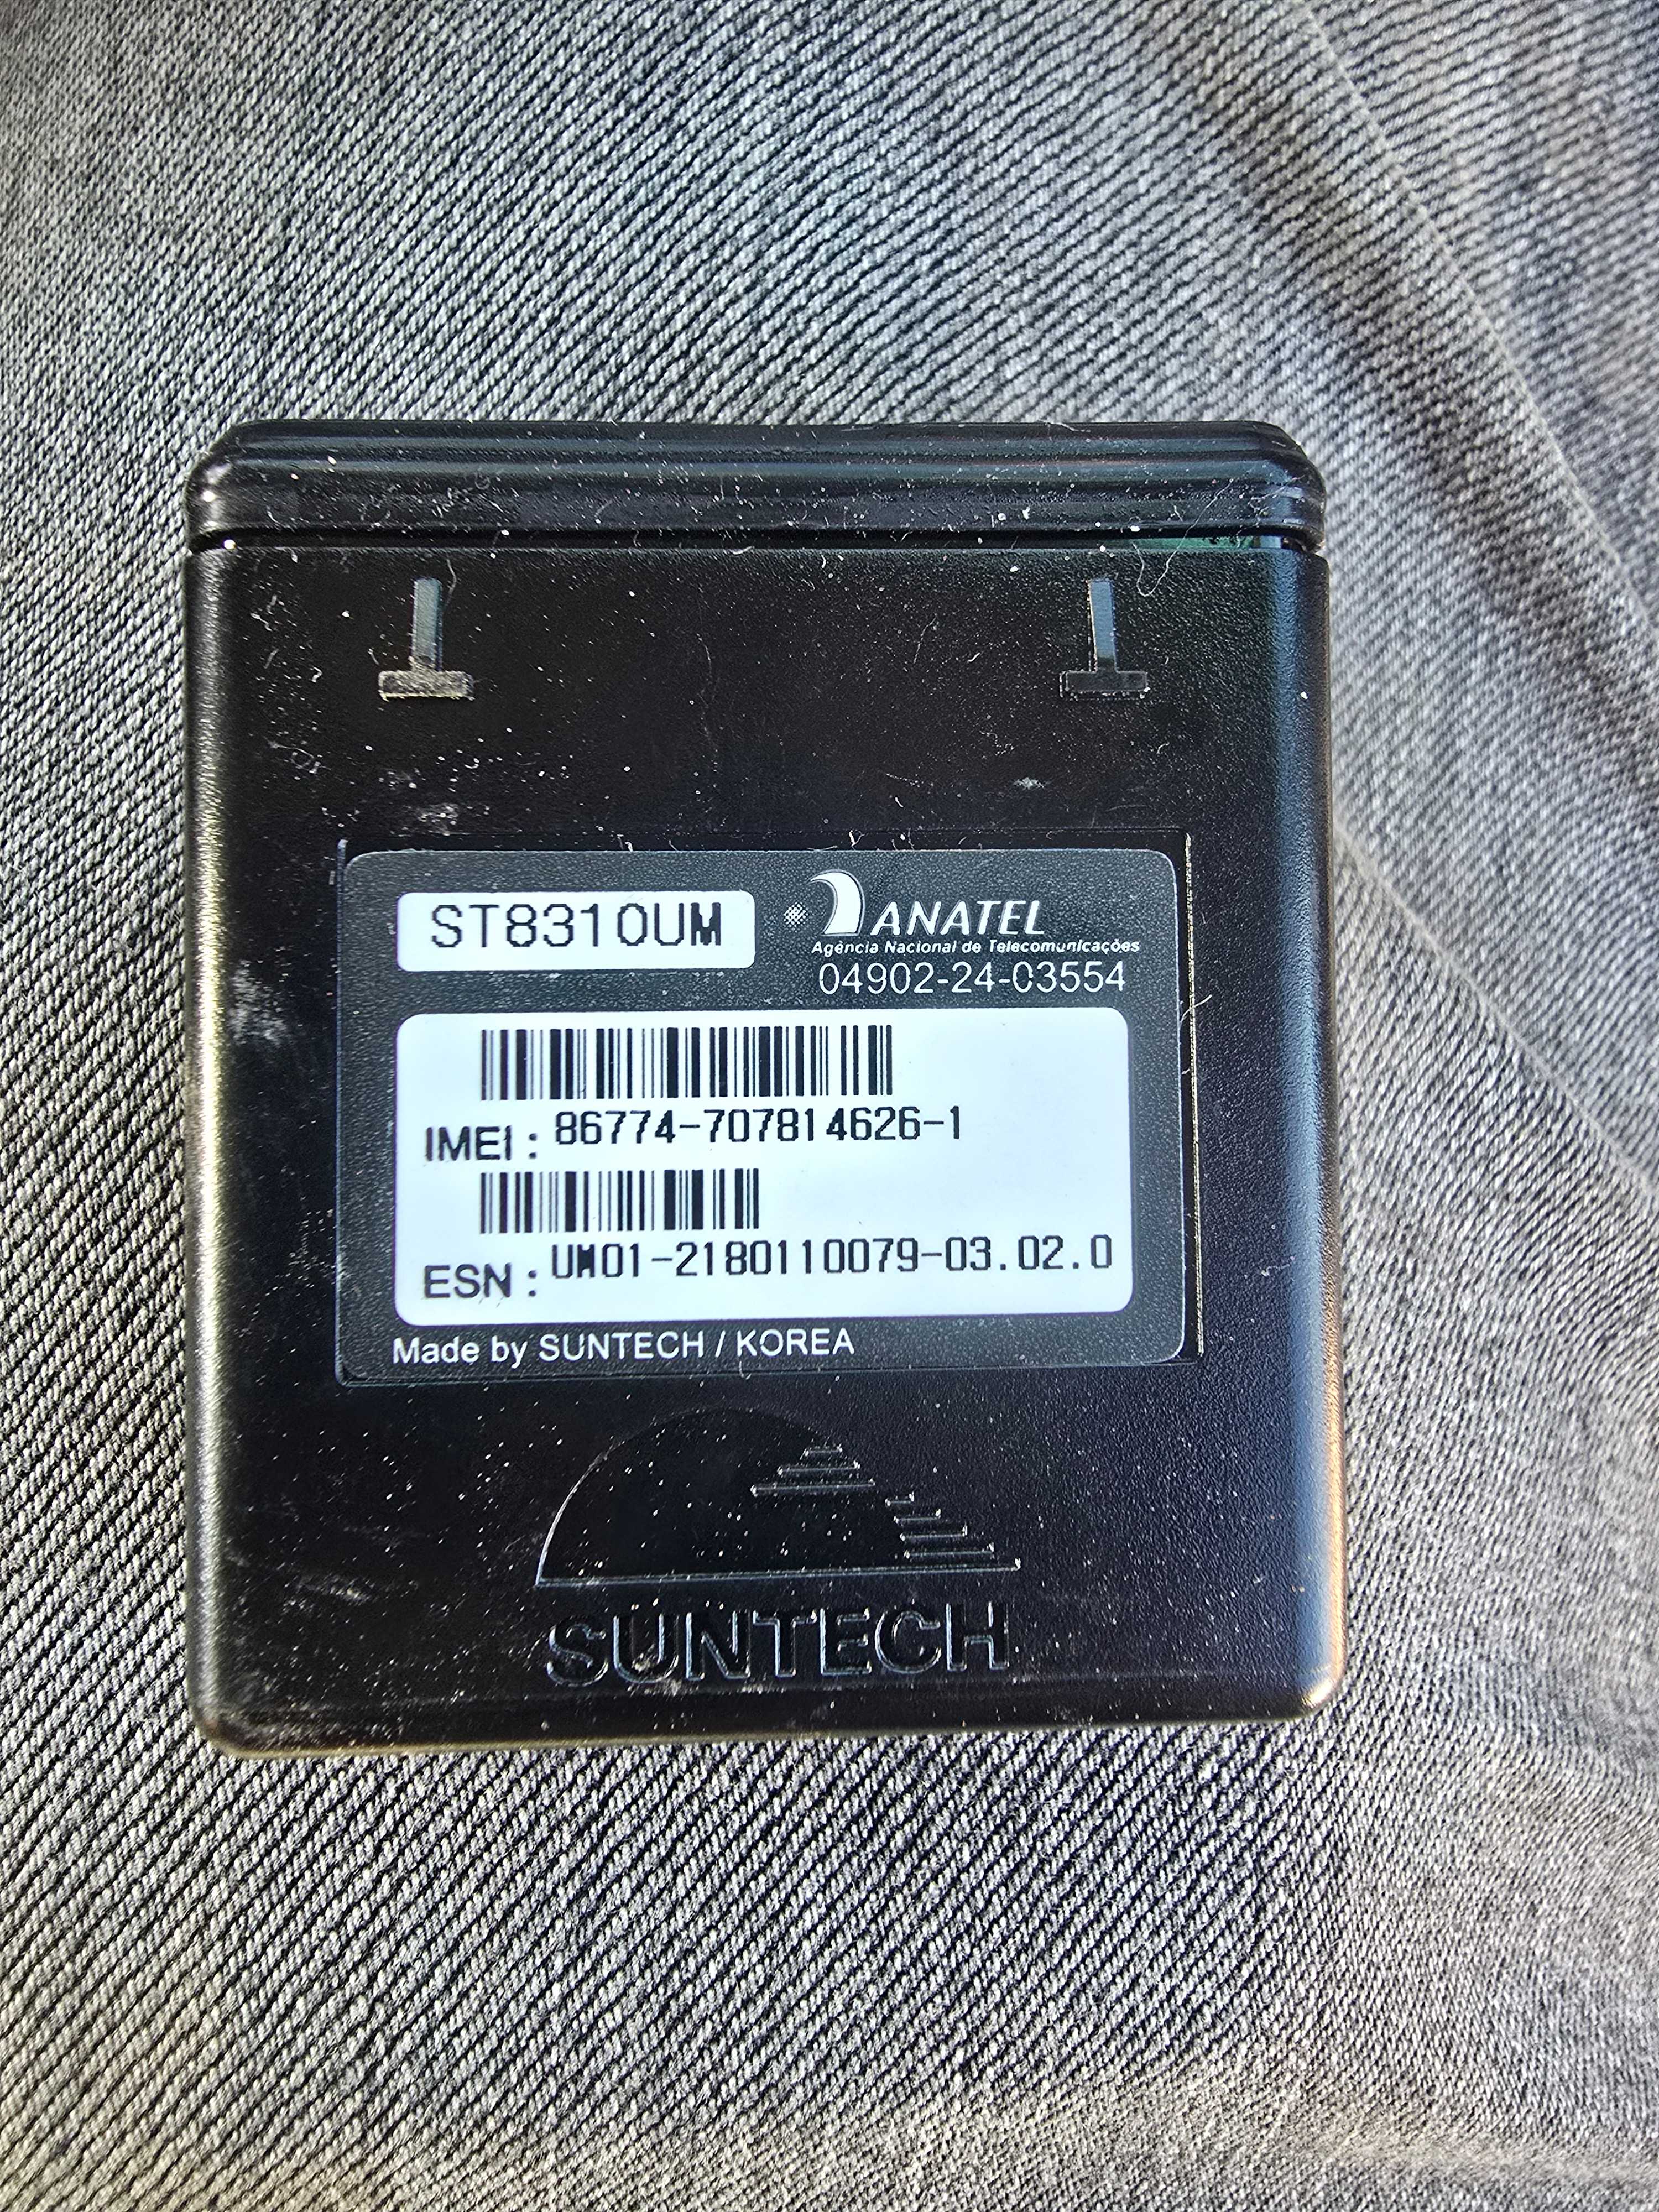 ST8310UM
ANATEL
Agência Nacional de Telecomunicações
04902-24-03554
IMEI : 86774-707814626-1
ESN : UM01-2180110079-03.02.0
Made by SUNTECH / KOREA
SUNTECH